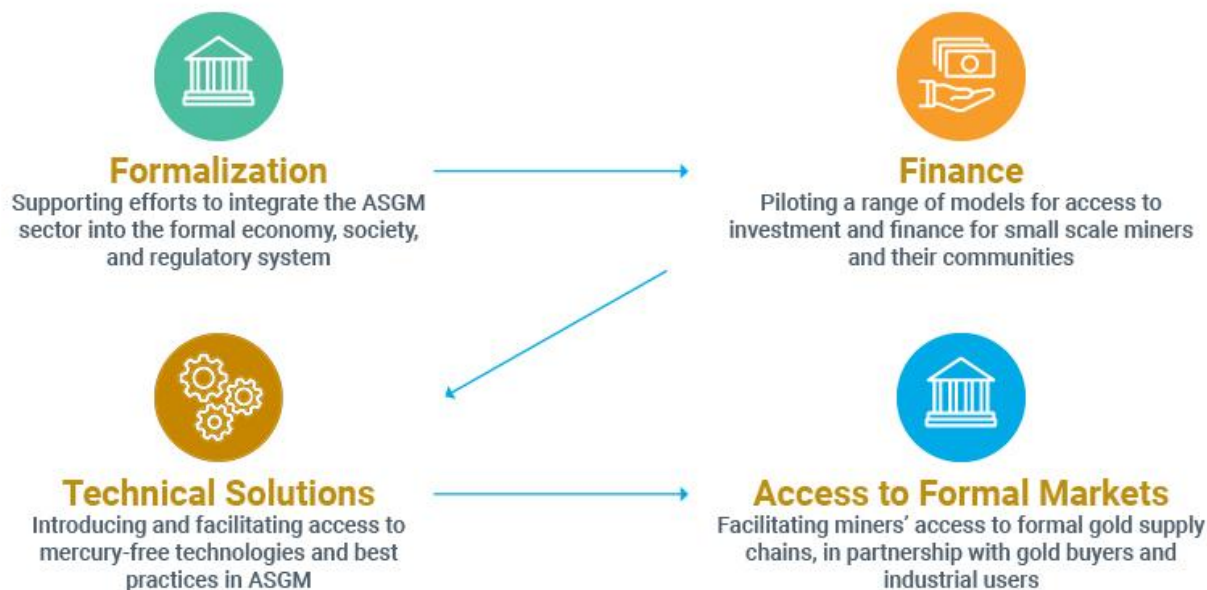 Formalization
Supporting efforts to integrate the ASGM
sector into the formal economy, society,
and regulatory system
Finance
Piloting a range of models for access to
investment and finance for small scale miners
and their communities
Technical Solutions
Introducing and facilitating access to
mercury-free technologies and best
practices in ASGM
Access to Formal Markets
Facilitating miners’ access to formal gold supply
chains, in partnership with gold buyers and
industrial users